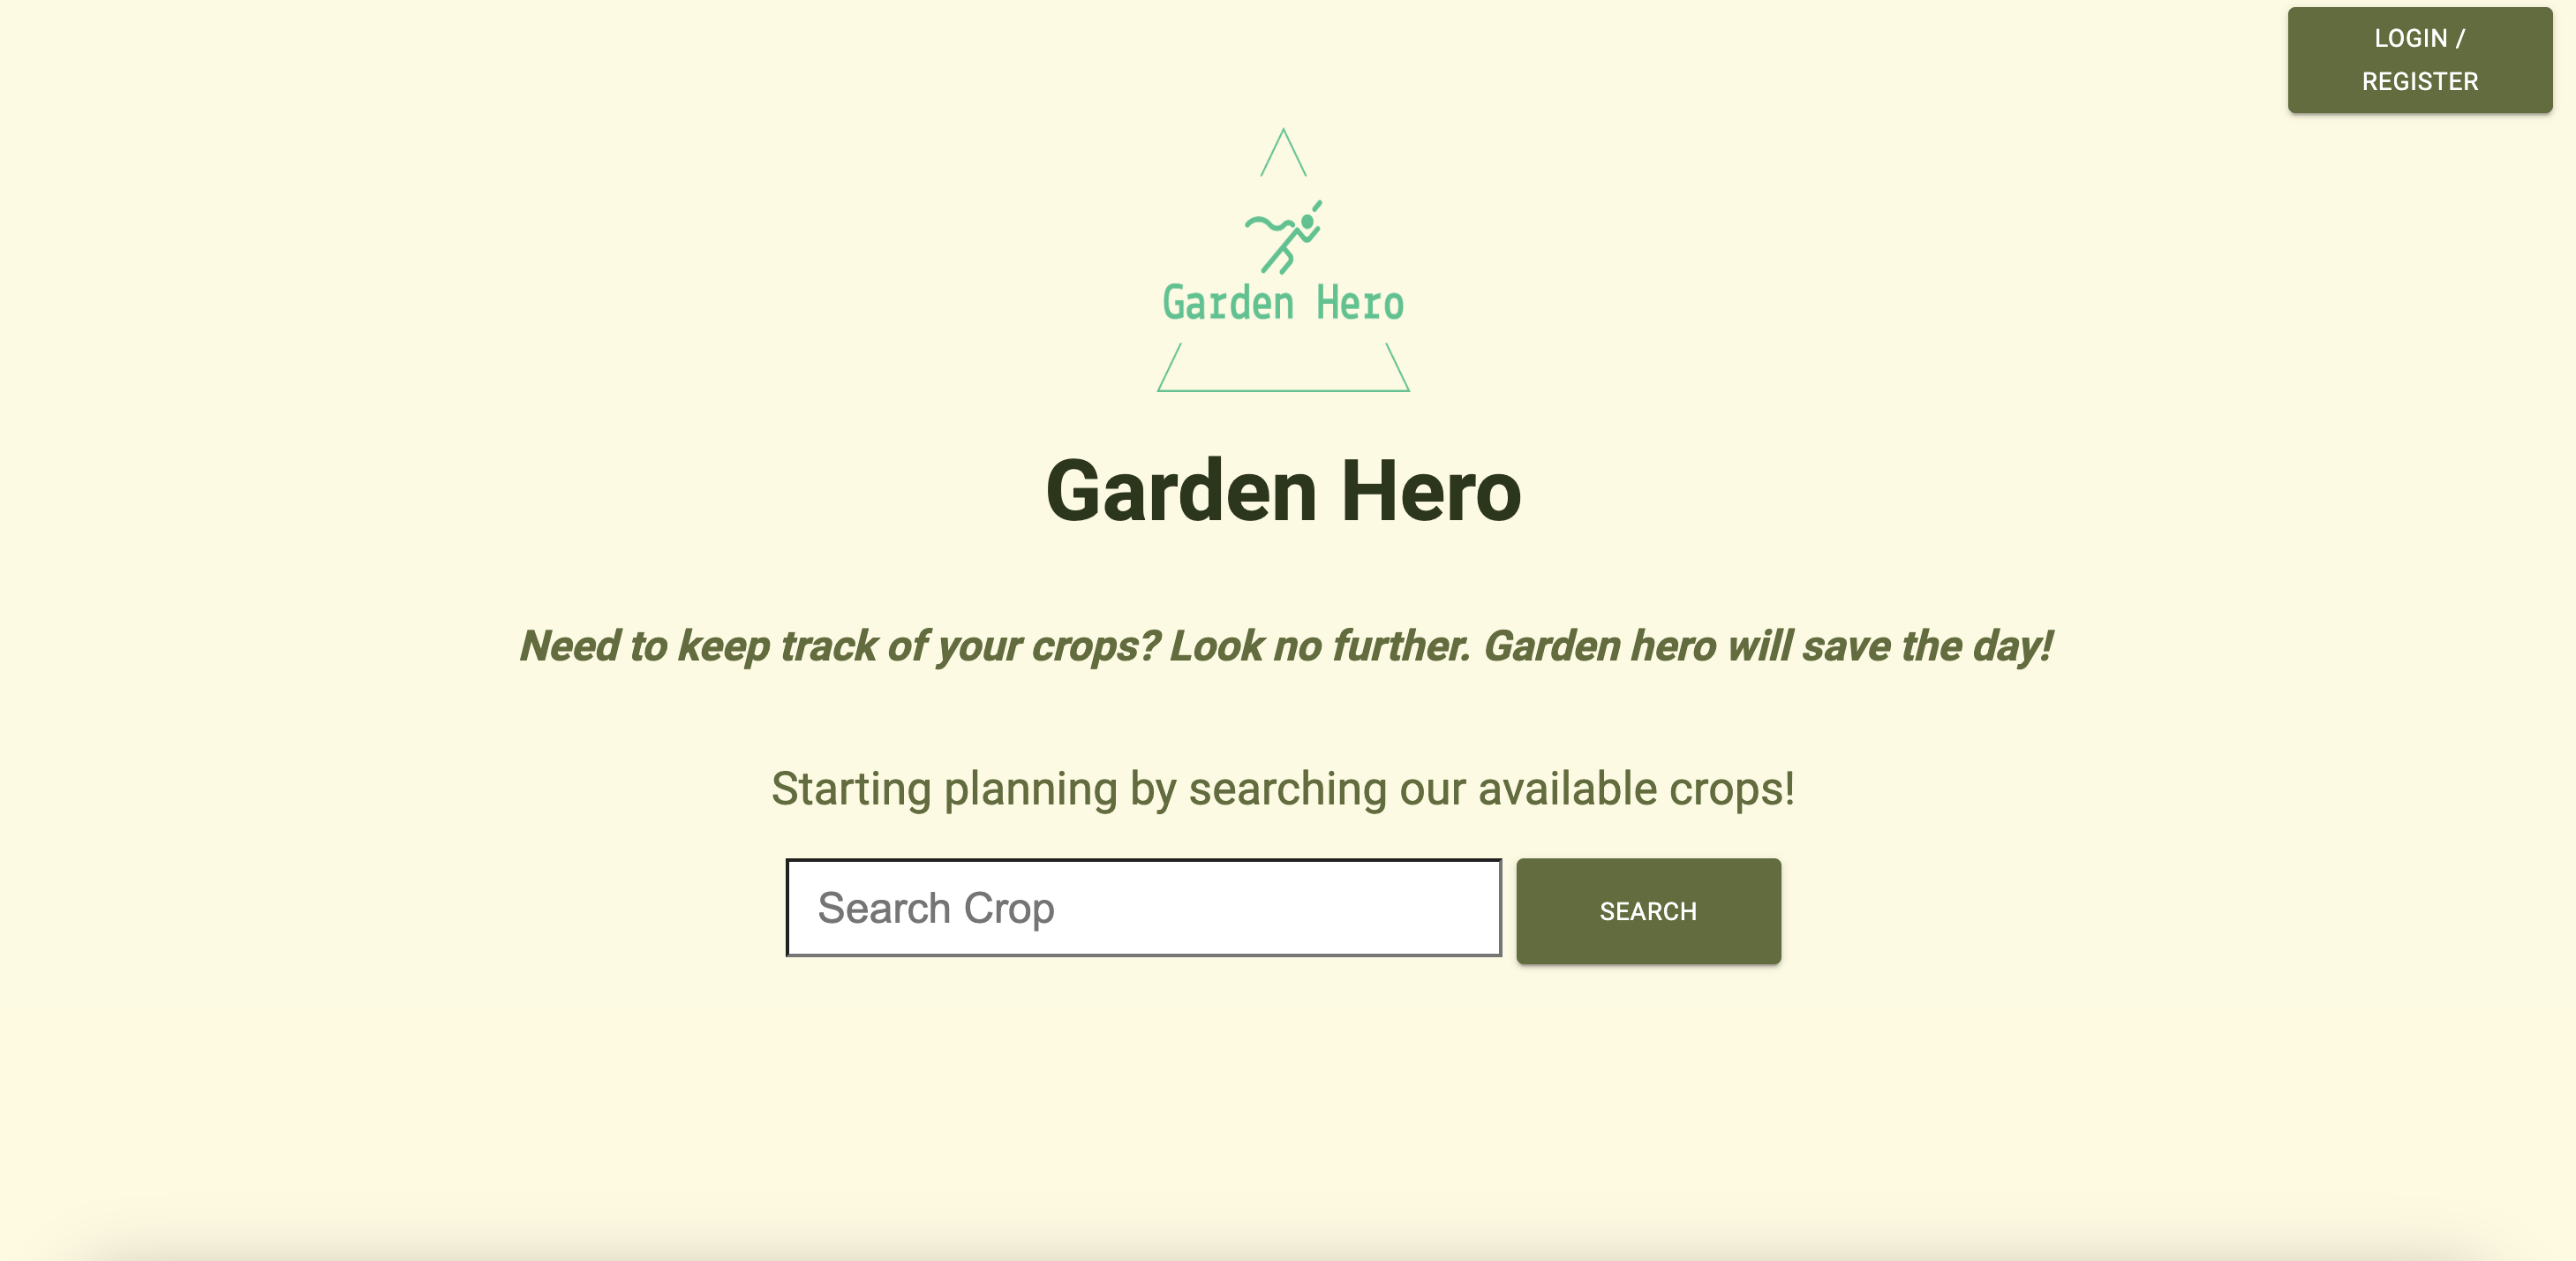 LOGIN /
REGISTER
Garden Hero
Garden Hero
Need to keep track of your crops? Look no further. Garden hero will save the day!
Starting planning by searching our available crops!
Search Crop
SEARCH